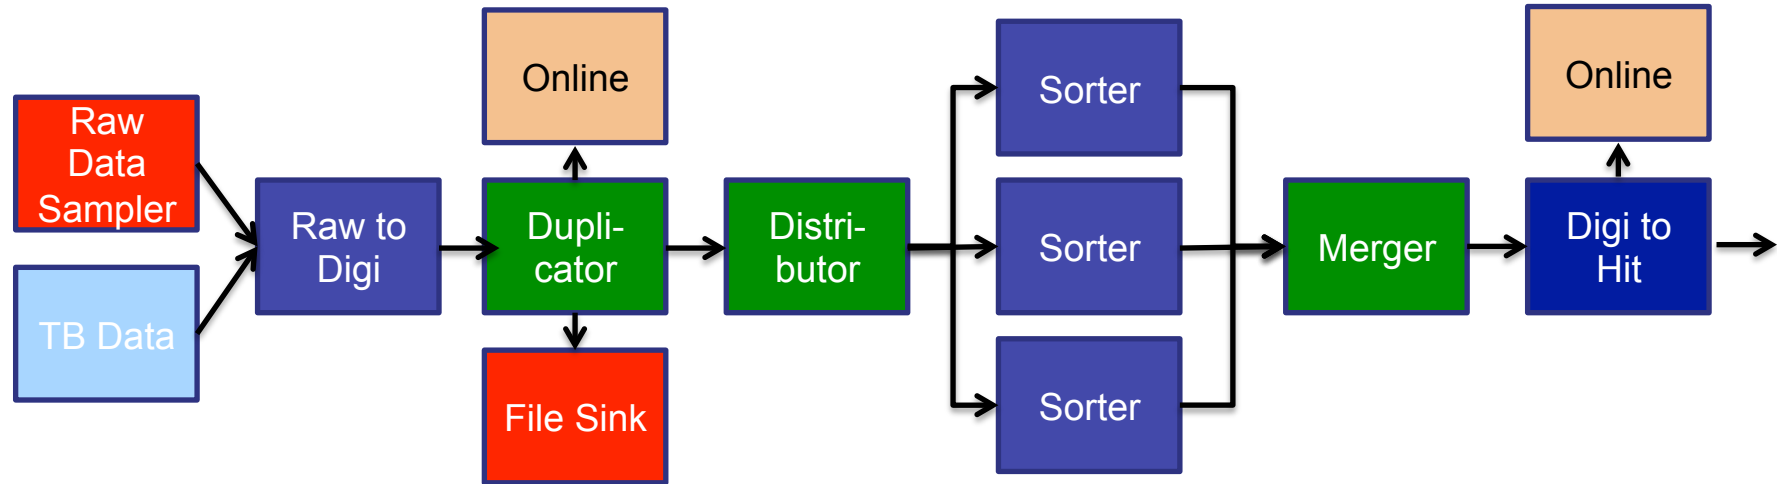 Raw
Data
Sampler
TB Data
Raw to
Digi
Online
Dupli-
cator
File Sink
Distri-
butor
Sorter
Sorter
Sorter
Merger
Online
Digi to
Hit